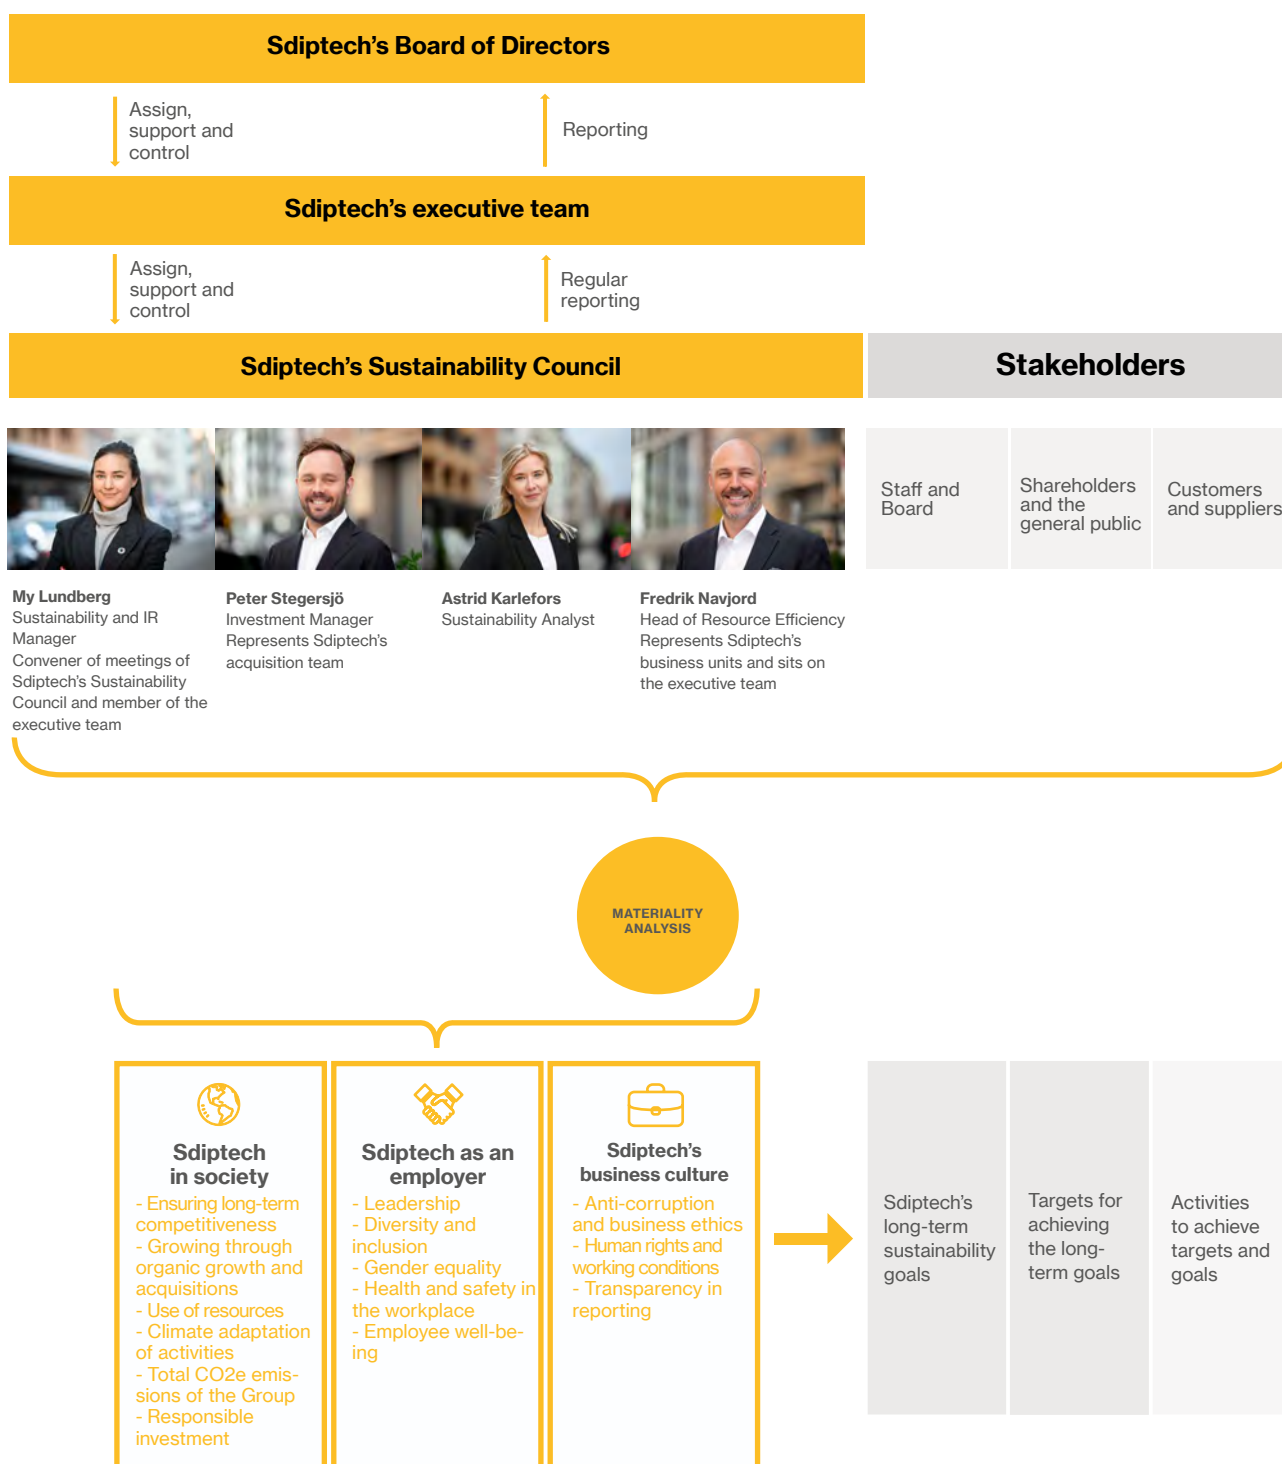 Sdiptech's Board of Directors
Assign,
support and
control
Reporting
Sdiptech's executive team
Assign,
support and
control
Regular
reporting
Sdiptech's Sustainability Council
Stakeholders
Staff and
Board
Shareholders
and the
general public
Customers
and suppliers
My Lundberg
Sustainability and IR
Manager
Convener of meetings of
Sdiptech's Sustainability
Council and member of the
executive team
Peter Stegersjö
Investment Manager
Represents Sdiptech's
acquisition team
Astrid Karlefors
Sustainability Analyst
Fredrik Navjord
Head of Resource Efficiency
Represents Sdiptech's
business units and sits on
the executive team
MATERIALITY
ANALYSIS
Sdiptech
in society
- Ensuring long-term
competitiveness
- Growing through
organic growth and
acquisitions
- Use of resources
- Climate adaptation
of activities
- Total CO2e emis-
sions of the Group
- Responsible
investment
Sdiptech as an
employer
- Leadership
- Diversity and
inclusion
- Gender equality
- Health and safety in
the workplace
- Employee well-be-
ing
Sdiptech's
business culture
- Anti-corruption
and business ethics
- Human rights and
working conditions
- Transparency in
reporting
Sdiptech's
long-term
sustainability
goals
Targets for
achieving
the long-
term goals
Activities
to achieve
targets and
goals